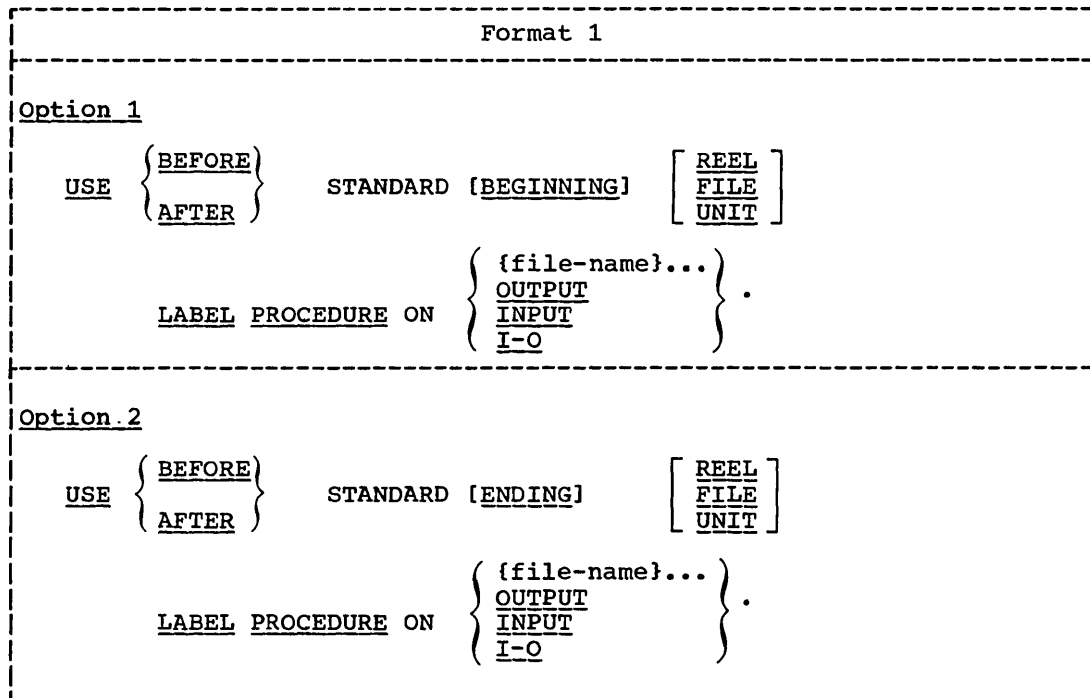 Format 1
Option 1
BEFORE
USE STANDARD [BEGINNING]
AFTER
REEL
FILE
UNIT
LABEL PROCEDURE ON
{file-name}...
OUTPUT
INPUT
I-O
.
Option 2
BEFORE
USE STANDARD [ENDING]
AFTER
REEL
FILE
UNIT
LABEL PROCEDURE ON
{file-name}...
OUTPUT
INPUT
I-O
.